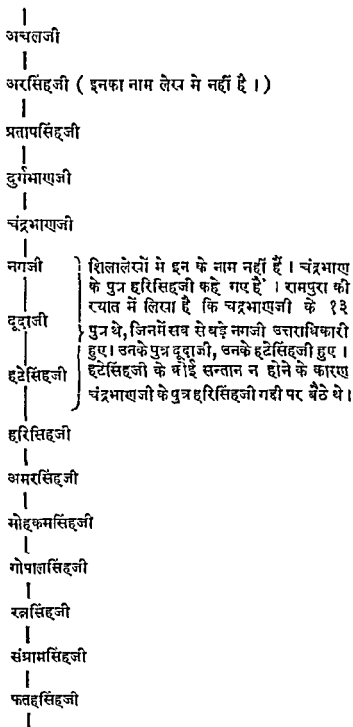 अचलजी
अरसिंहजी ( इनका नाम लेख मे नहीं है । )
प्रतापसिंहजी
दुर्गभाणजी
चंद्रभाणजी
नगजी
दूदाजी
हटेसिंहजी
शिलालेखों मे इन के नाम नहीं हैं । चंद्रभाण
के पुत्र हरिसिंहजी कहे गए हैं । रामपुरा की
ख्यात में लिखा है कि चद्रभाणजी के १३
पुत्र थे, जिनमें सब से बड़े नगजी उत्तराधिकारी
हुए। उनके पुत्र दूदाजी, उनके हटेसिंहजी हुए ।
हटेसिंहजी के कोई सन्तान न होने के कारण
चंद्रभाणजी के पुत्र हरिसिंहजी गद्दी पर बैठे थे ।
हरिसिंहजी
अमरसिंहजी
मोहकमसिंहजी
गोपालसिंहजी
रत्नसिंहजी
संग्रामसिंहजी
फतहसिंहजी